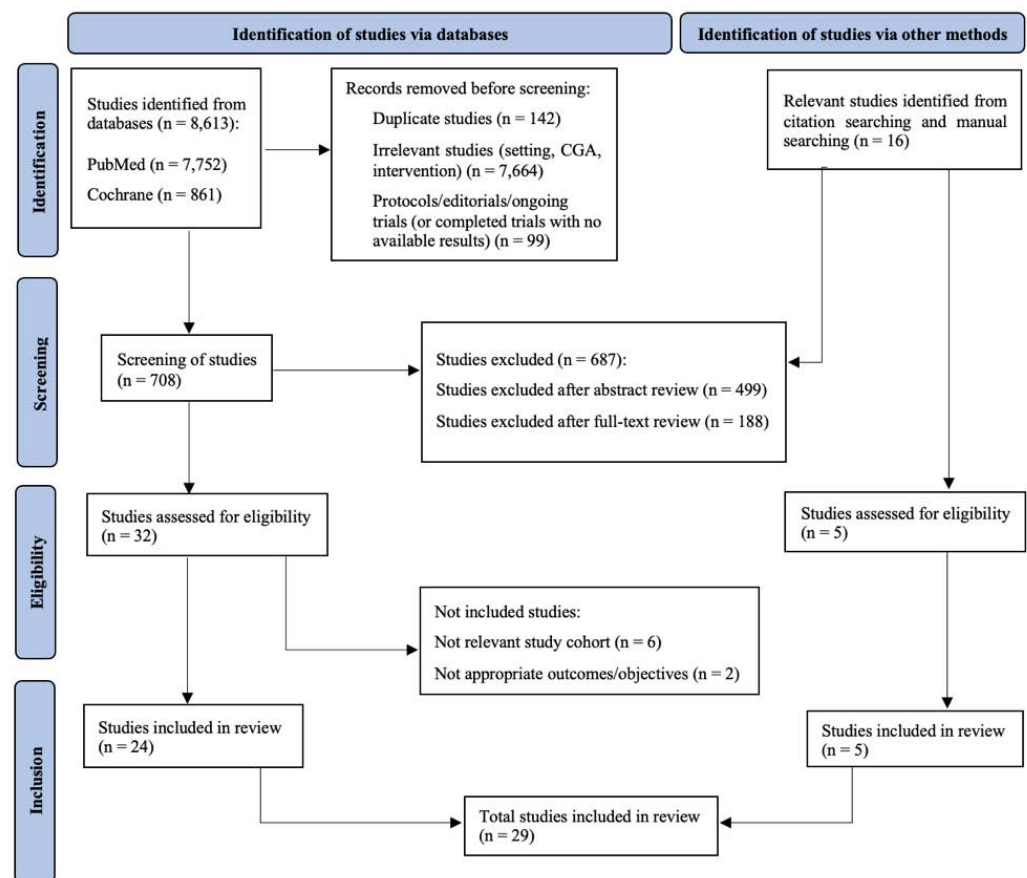 Identification of studies via databases
Identification of studies via other methods
Identification
Studies identified from
databases (n = 8,613):
PubMed = 7,752
Cochrane = 861
Records removed before screening:
Duplicate studies (n = 142)
Irrelevant studies (setting, CGA,
intervention) (n = 7,664)
Protocols/editorials/ongoing
trials (or completed trials with no
available results) (n = 99)
Relevant studies identified from
citation searching and manual
searching (n = 16)
Screening
Screening of studies
(n = 708)
Studies excluded (n = 687):
Studies excluded after abstract review (n = 499)
Studies excluded after full-text review (n = 188)
Eligibility
Studies assessed for eligibility
(n = 32)
Studies assessed for eligibility
(n = 5)
Not included studies:
Not relevant study cohort (n = 6)
Not appropriate outcomes/objectives (n = 2)
Inclusion
Studies included in review
(n = 24)
Studies included in review
(n = 5)
Total studies included in review
(n = 29)